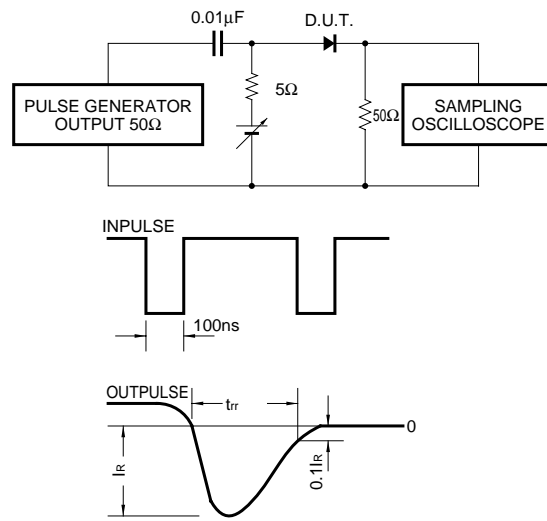 0.01µF
D.U.T.
5Ω
50Ω
PULSE GENERATOR
OUTPUT 50Ω
SAMPLING
OSCILLOSCOPE
INPULSE
100ns
OUTPULSE
trr
0
IR
0.1IR